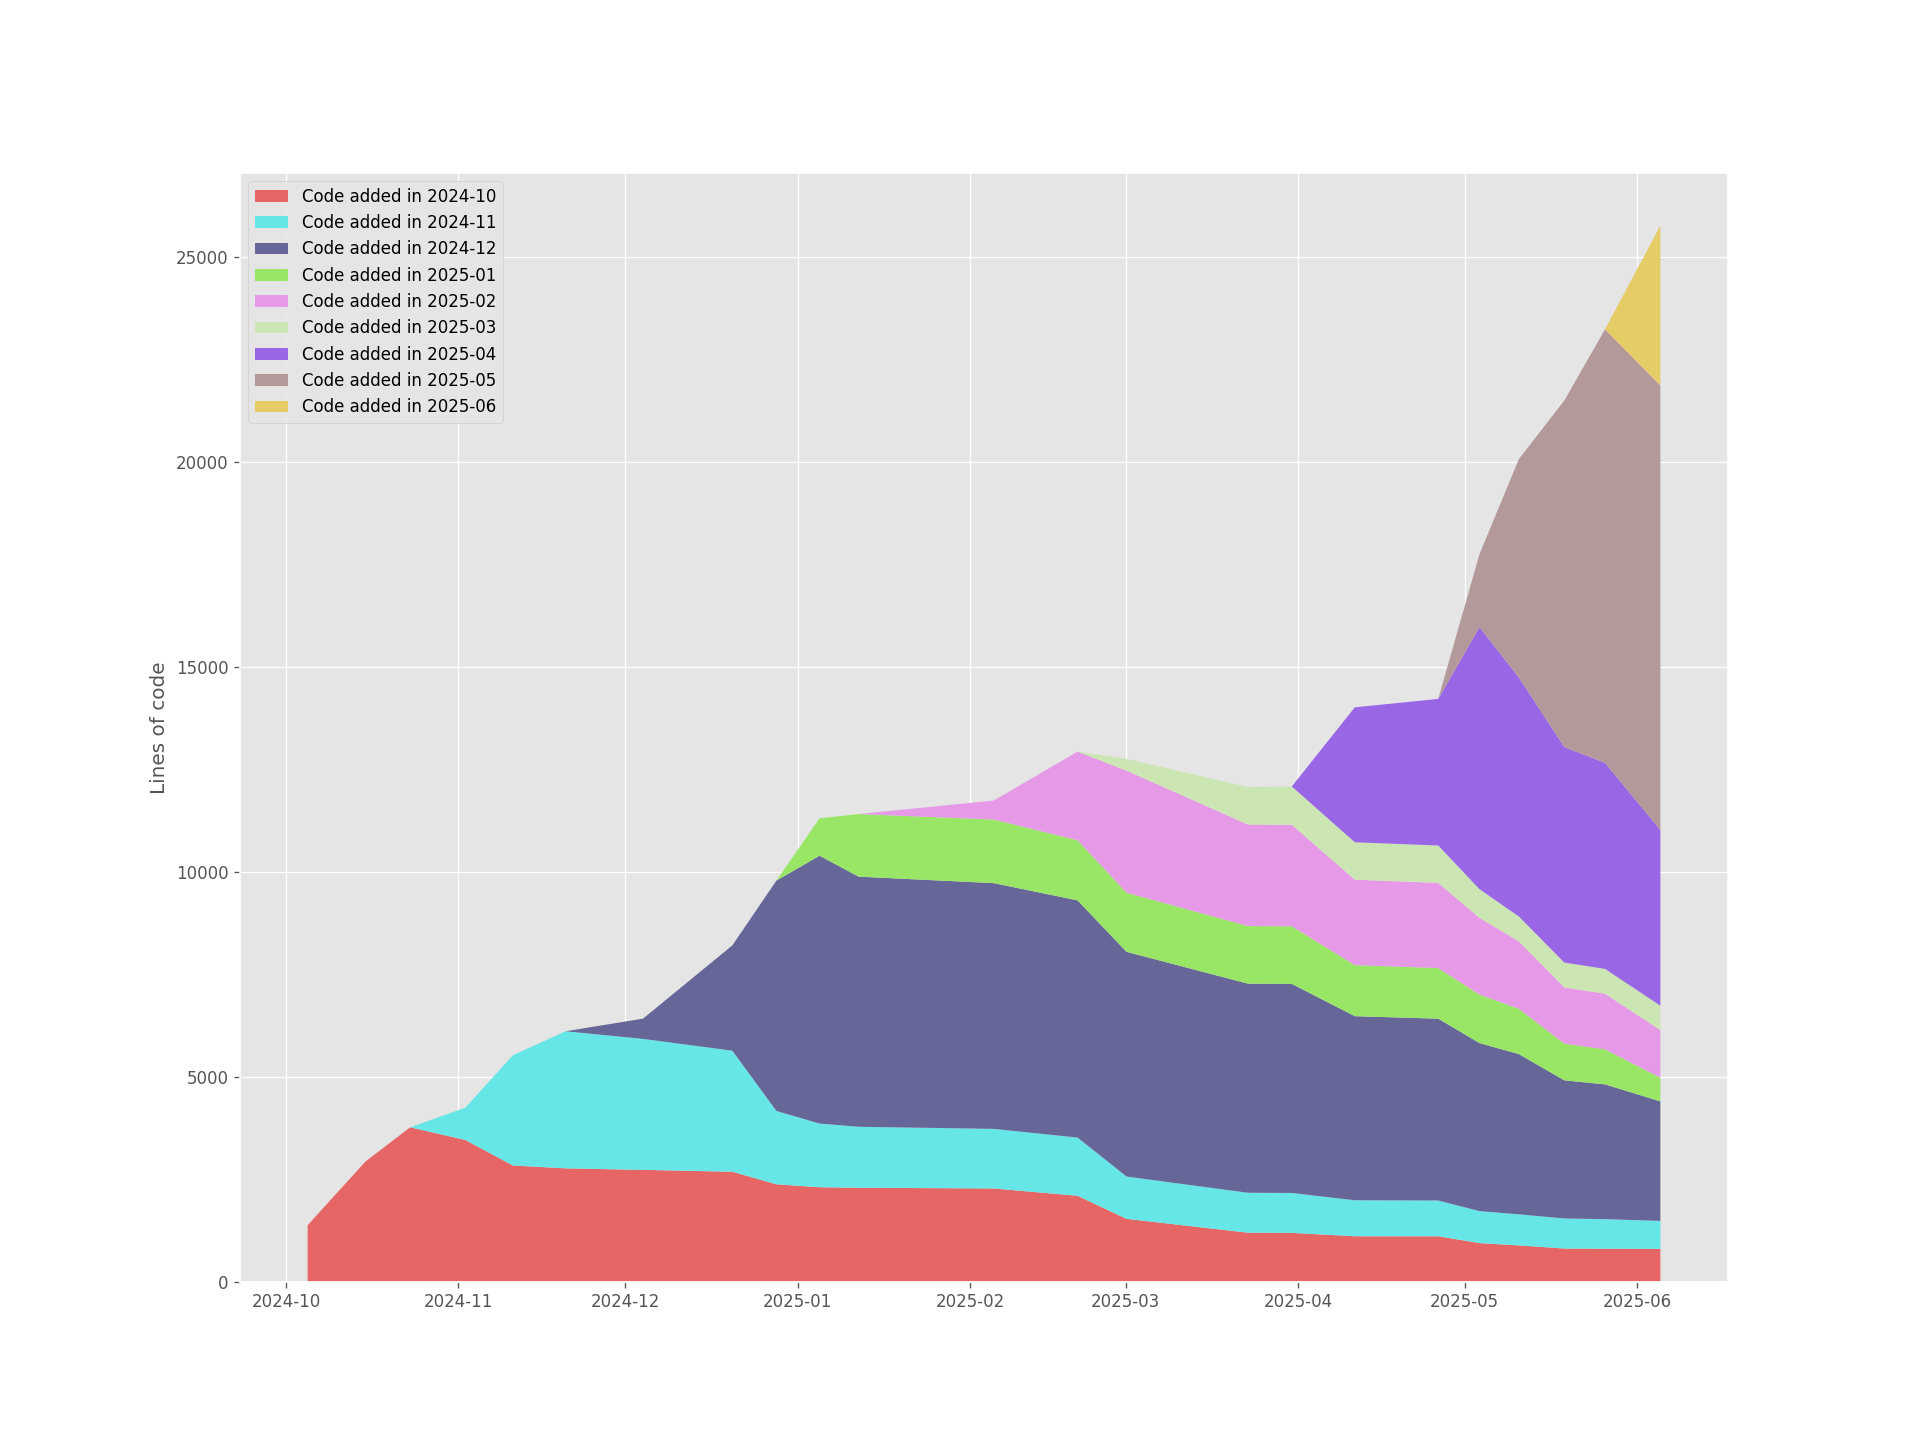 Code added in 2024-10
Code added in 2024-11
Code added in 2024-12
Code added in 2025-01
Code added in 2025-02
Code added in 2025-03
Code added in 2025-04
Code added in 2025-05
Code added in 2025-06
25000
20000
15000
10000
5000
0
Lines of code
2024-10 2024-11 2024-12 2025-01 2025-02 2025-03 2025-04 2025-05 2025-06